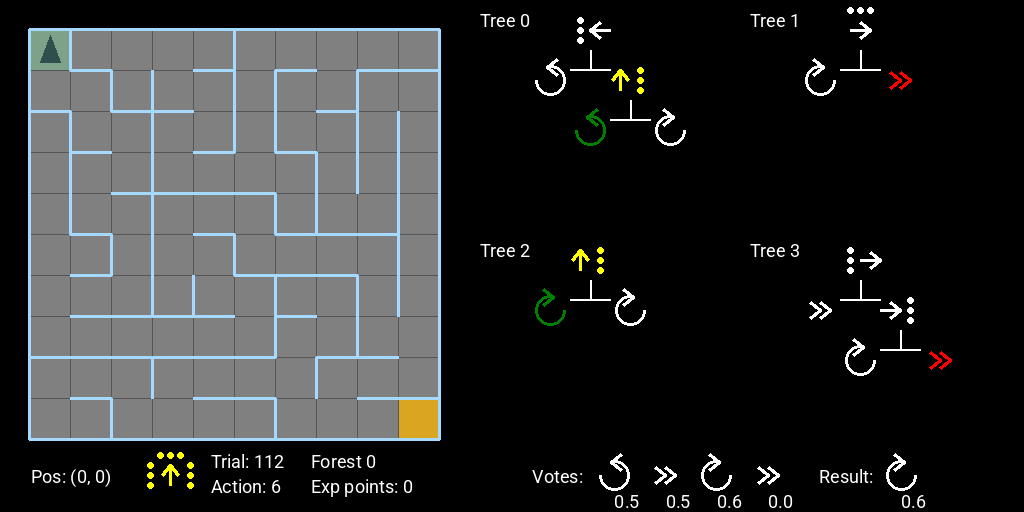 Tree 0
Tree 1
Tree 2
Tree 3
Pos: (0, 0)
Trial: 112
Forest 0
Action: 6
Exp points: 0
Votes:
0.5
0.5
0.6
0.0
Result:
0.6